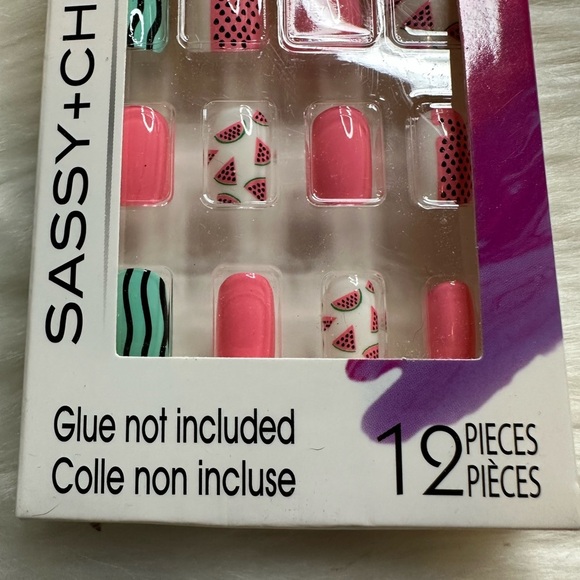 SASSY+CH
Glue not included
Colle non incluse
12 PIECES
PIÈCES